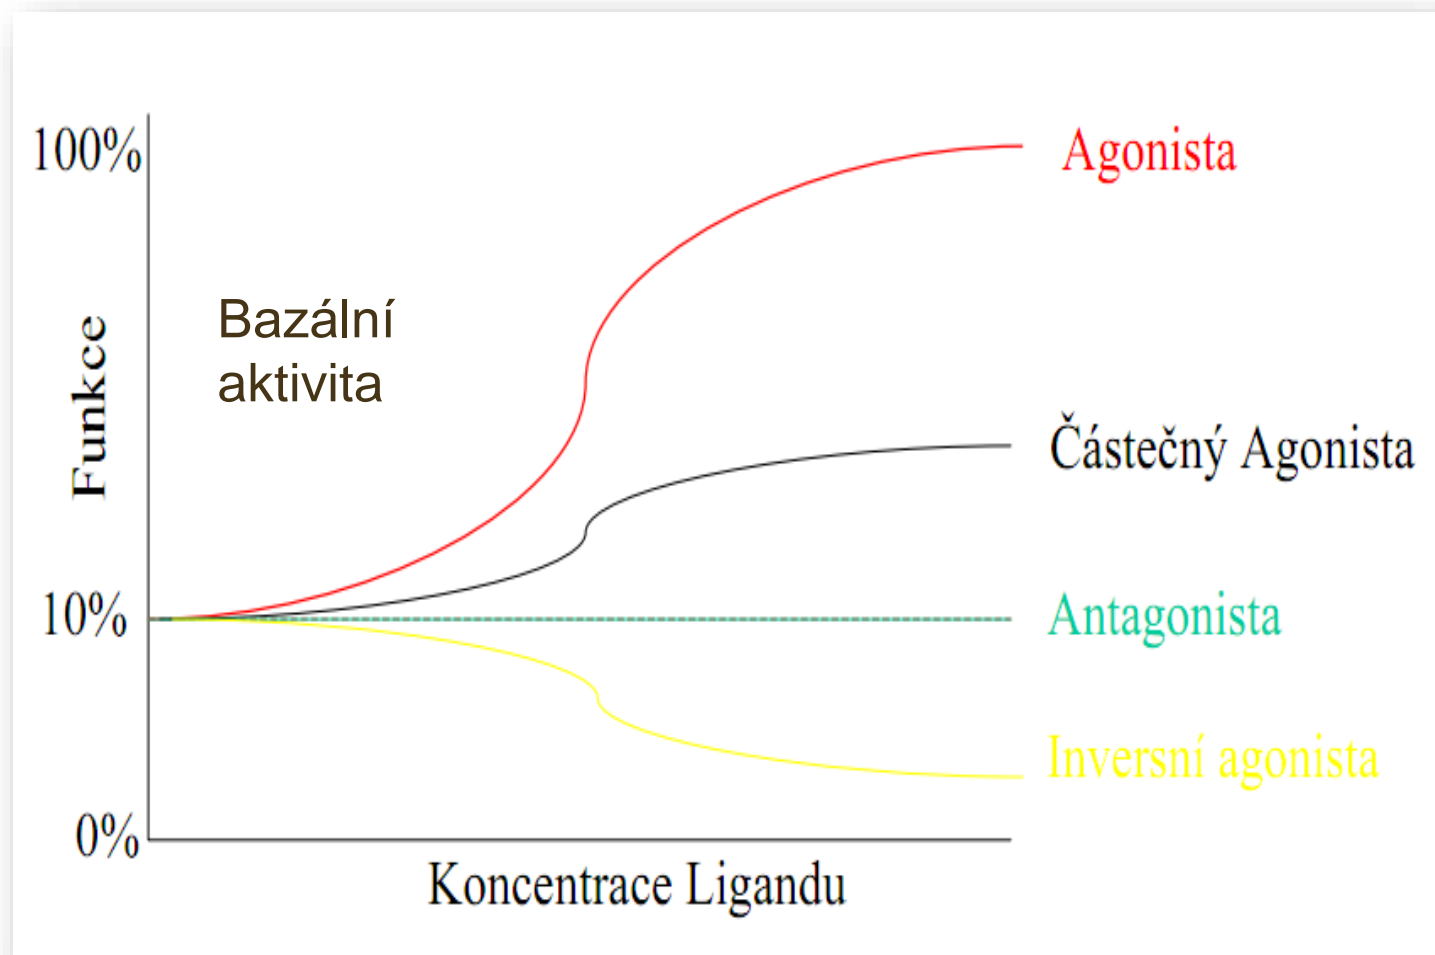 100%
Agonista
Bazální
aktivita
Funkce
Částečný Agonista
10%
Antagonista
Inversní agonista
0%
Koncentrace Ligandu